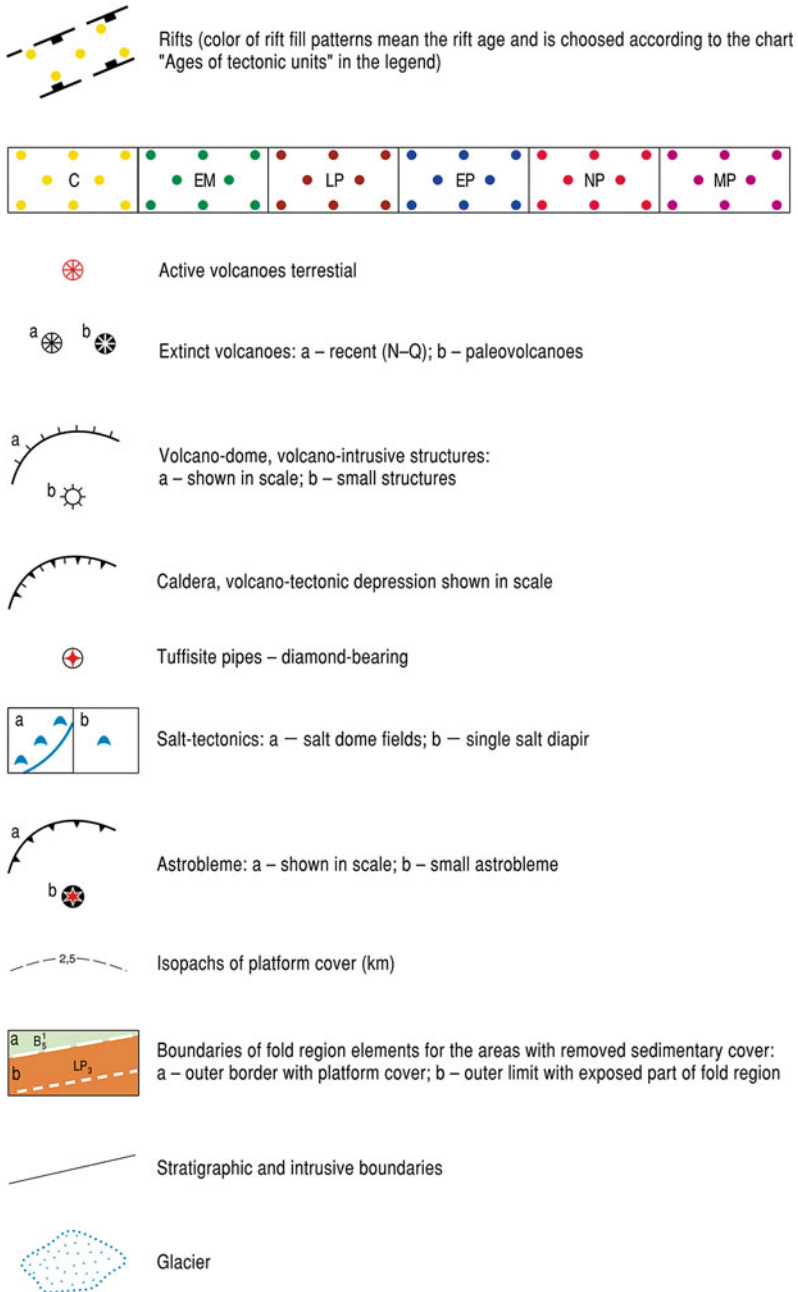 Rifts (color of rift fill patterns mean the rift age and is choosed according to the chart
"Ages of tectonic units" in the legend)
C EM LP EP NP MP
Active volcanoes terrestial
a b
Extinct volcanoes: a – recent (N–Q); b – paleovolcanoes
a
Volcano-dome, volcano-intrusive structures:
a – shown in scale; b – small structures
b
Caldera, volcano-tectonic depression shown in scale
Tuffisite pipes – diamond-bearing
a b
Salt-tectonics: a — salt dome fields; b — single salt diapir
a
Astrobleme: a – shown in scale; b – small astrobleme
b
2,5
Isopachs of platform cover (km)
a B₅¹
Boundaries of fold region elements for the areas with removed sedimentary cover:
b LP₃
a – outer border with platform cover; b – outer limit with exposed part of fold region
Stratigraphic and intrusive boundaries
Glacier